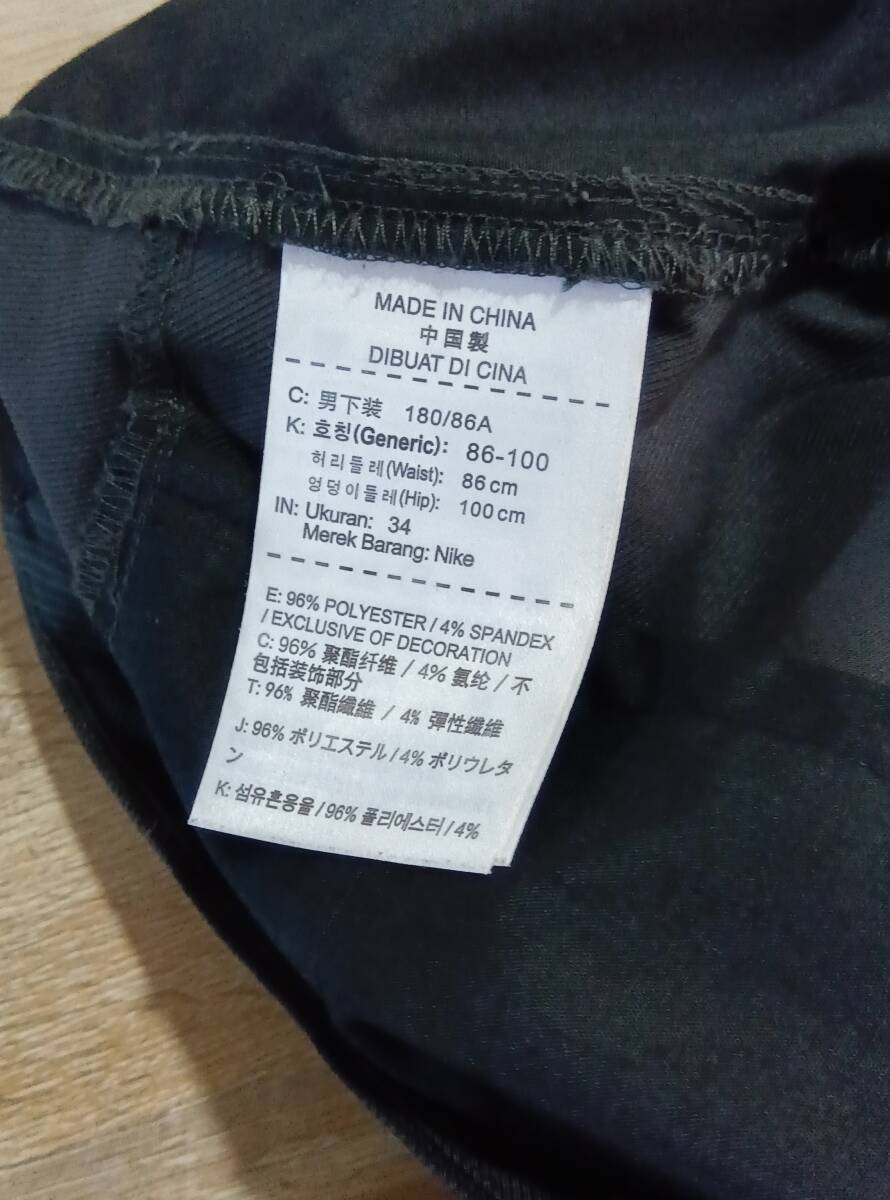 MADE IN CHINA
中国製
DIBUAT DI CINA
C: 男下装 180/86A
K: 호칭(Generic): 86-100
허리둘레(Waist): 86 cm
엉덩이둘레(Hip): 100 cm
IN: Ukuran: 34
Merek Barang: Nike
E: 96% POLYESTER / 4% SPANDEX
/ EXCLUSIVE OF DECORATION
C: 96% 聚酯纤维 / 4% 氨纶 / 不
包括装饰部分
T: 96% 聚酯纖維 / 4% 彈性纖維
J: 96% ポリエステル / 4% ポリウレタ
ン
K: 섬유혼용율 / 96% 폴리에스터 / 4%